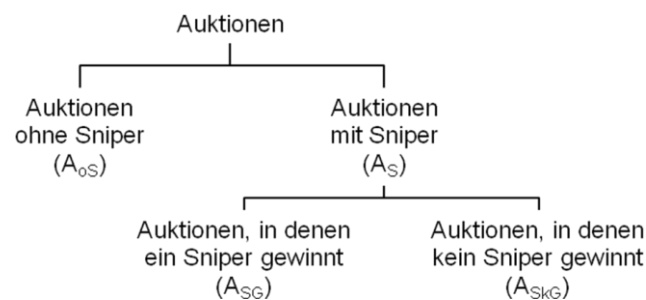 Auktionen
Auktionen
ohne Sniper
(AoS)
Auktionen
mit Sniper
(AS)
Auktionen, in denen
ein Sniper gewinnt
(ASG)
Auktionen, in denen
kein Sniper gewinnt
(ASkG)